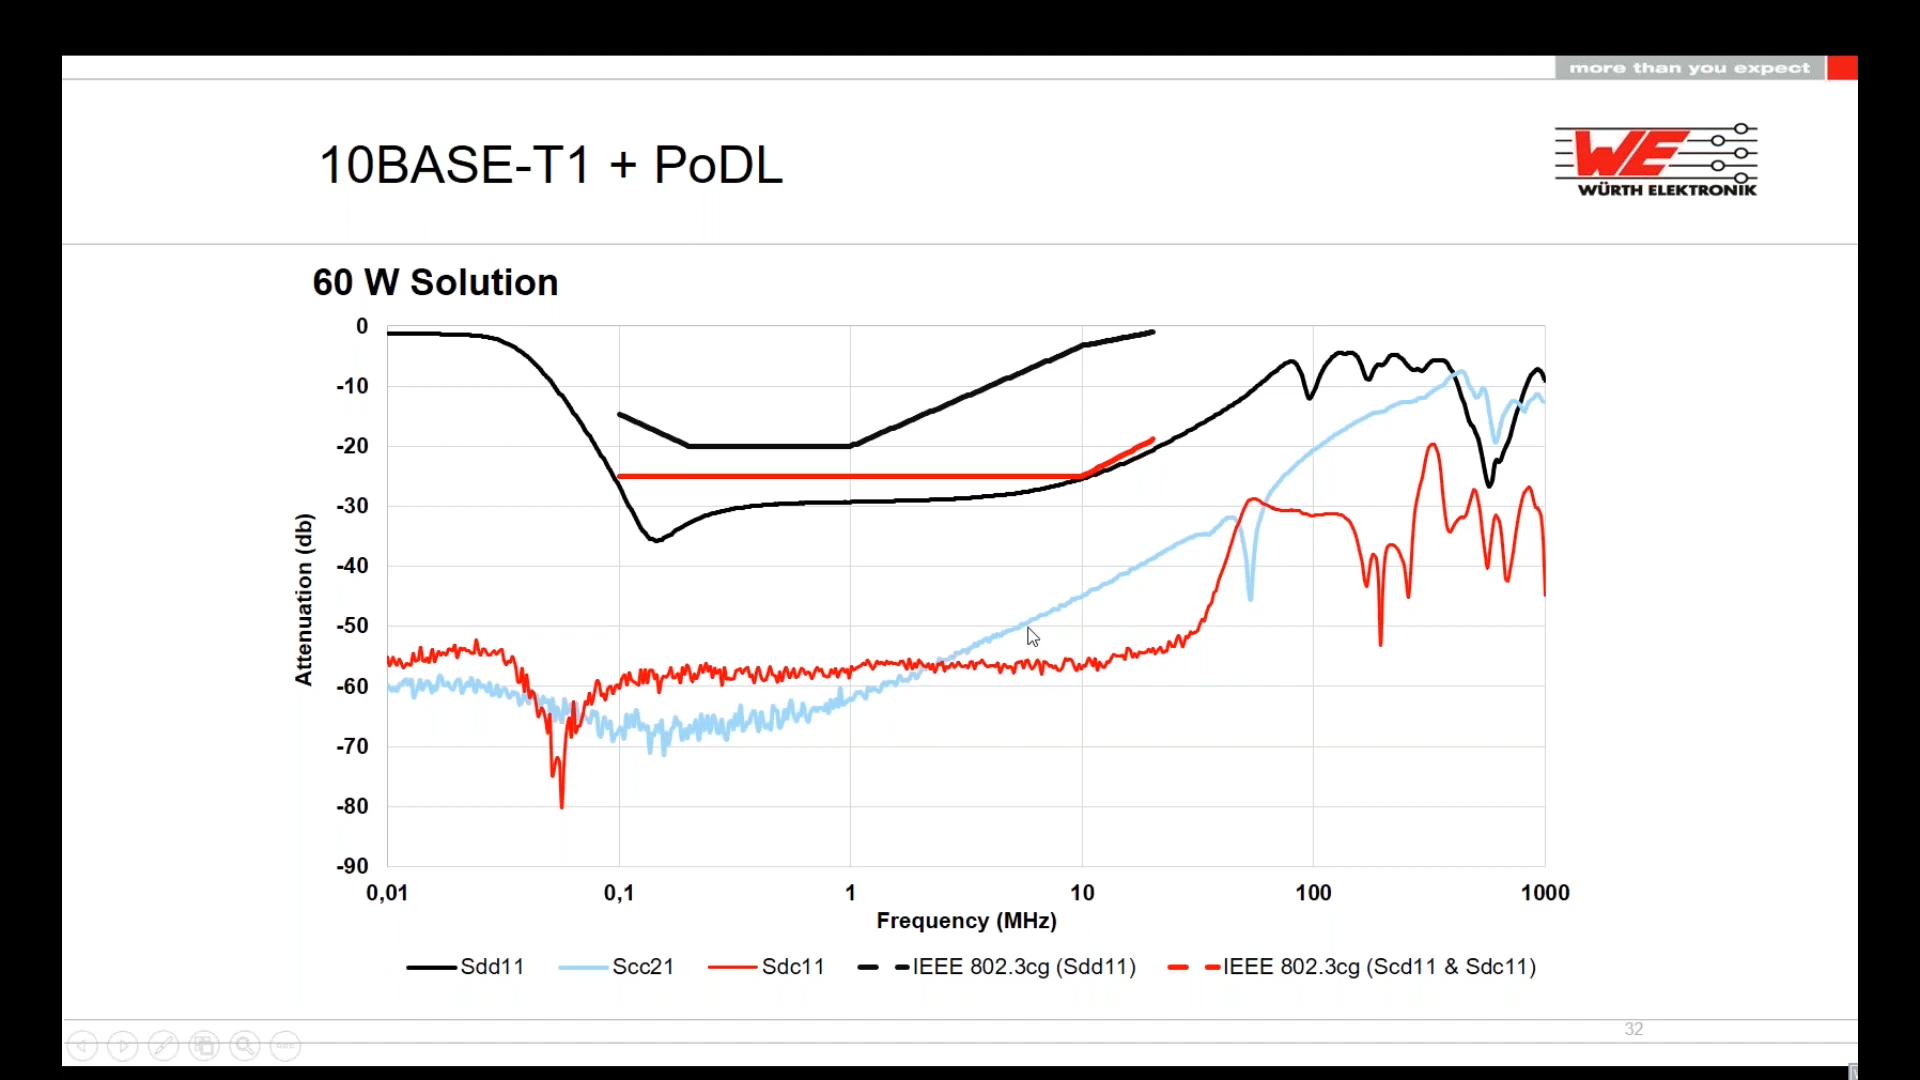 more than you expect
10BASE-T1 + PoDL
WE
WÜRTH ELEKTRONIK
60 W Solution
0
-10
-20
-30
-40
-50
-60
-70
-80
-90
Attenuation (db)
0,01 0,1 1 10 100 1000
Frequency (MHz)
Sdd11 Scc21 Sdc11 IEEE 802.3cg (Sdd11) IEEE 802.3cg (Scd11 & Sdc11)
32